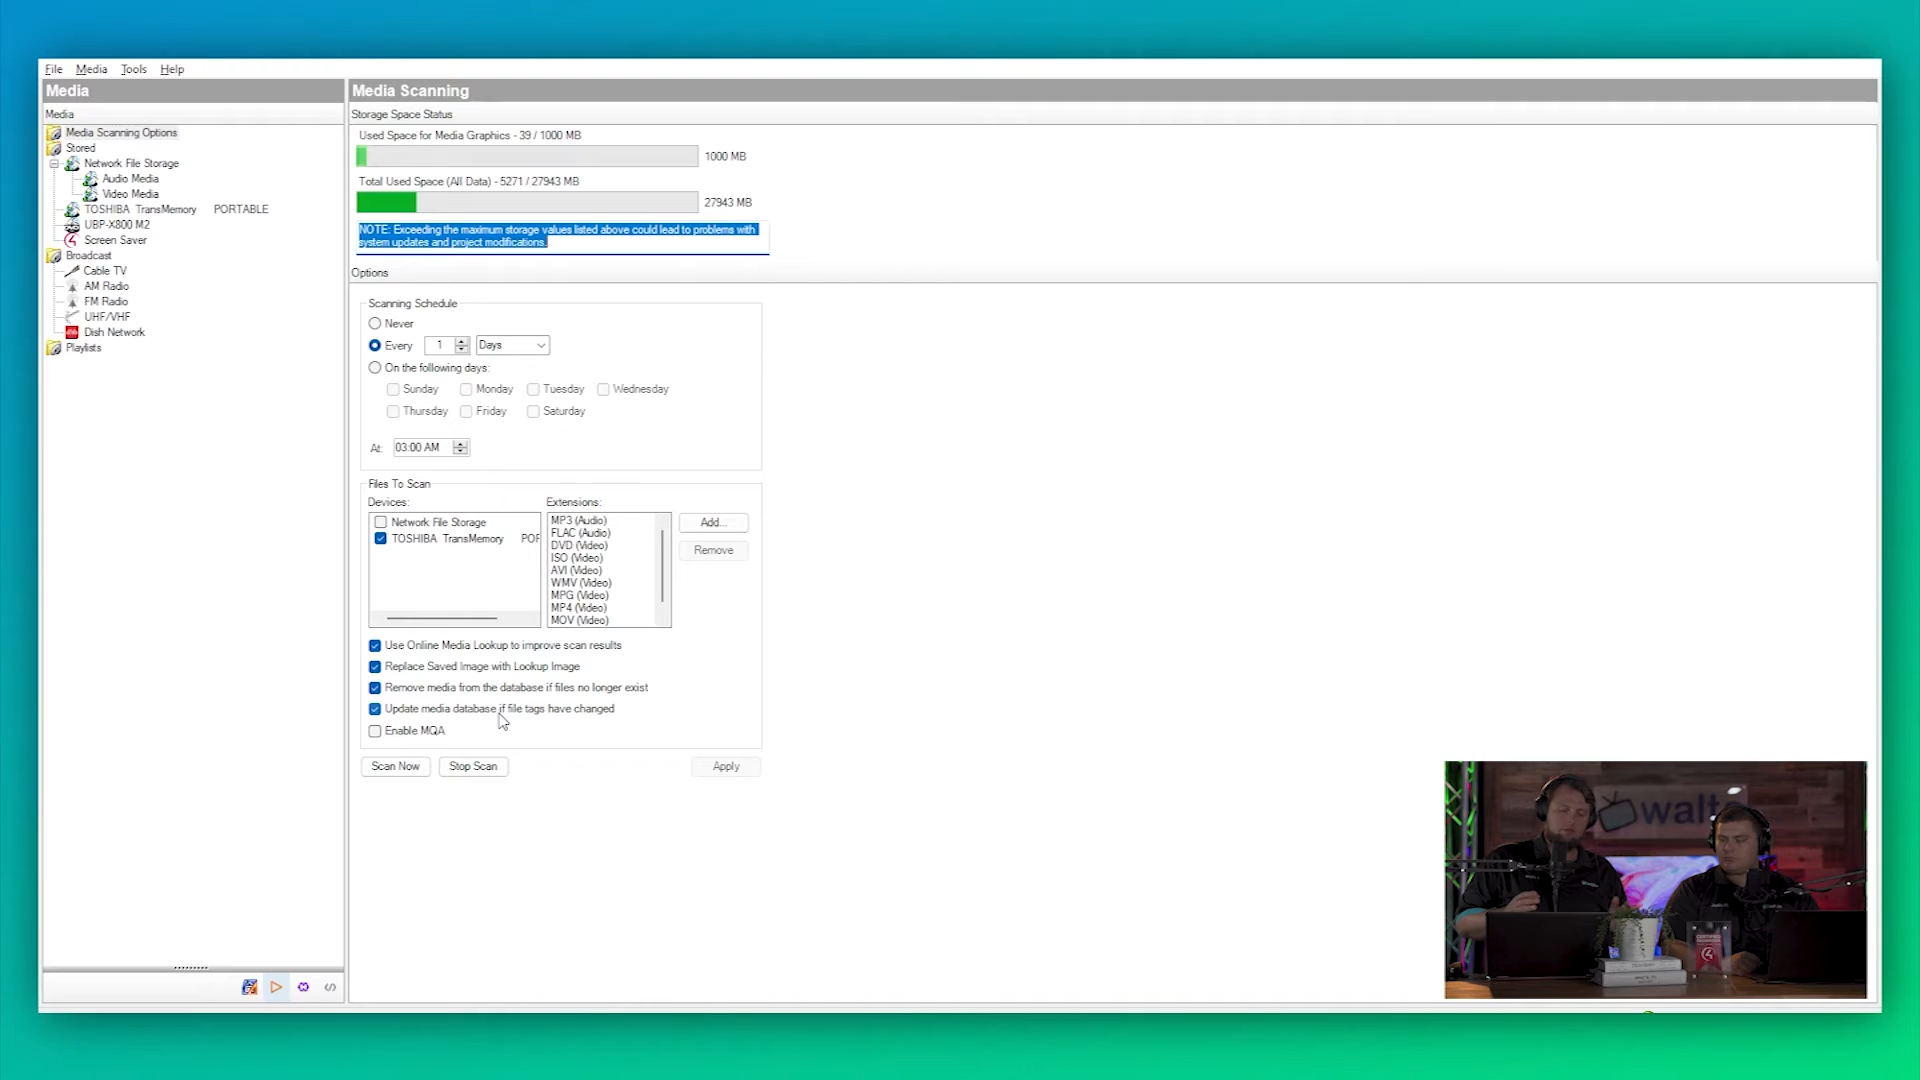 File Media Tools Help
Media
Media
Media Scanning Options
Stored
Network File Storage
Audio Media
Video Media
TOSHIBA TransMemory PORTABLE
UBP-X800 M2
Screen Saver
Broadcast
Cable TV
AM Radio
FM Radio
UHF/VHF
Dish Network
Playlists
Media Scanning
Storage Space Status
Used Space for Media Graphics - 39 / 1000 MB
1000 MB
Total Used Space (All Data) - 5271 / 27943 MB
27943 MB
NOTE: Exceeding the maximum storage values listed above could lead to problems with
system updates and project modifications.
Options
Scanning Schedule
Never
Every 1 Days
On the following days:
Sunday Monday Tuesday Wednesday
Thursday Friday Saturday
At: 03:00 AM
Files To Scan
Devices:
Network File Storage
TOSHIBA TransMemory POR
Extensions:
MP3 (Audio)
FLAC (Audio)
DVD (Video)
ISO (Video)
AVI (Video)
WMV (Video)
MPG (Video)
MP4 (Video)
MOV (Video)
Add...
Remove
Use Online Media Lookup to improve scan results
Replace Saved Image with Lookup Image
Remove media from the database if files no longer exist
Update media database if file tags have changed
Enable MQA
Scan Now Stop Scan Apply
walt